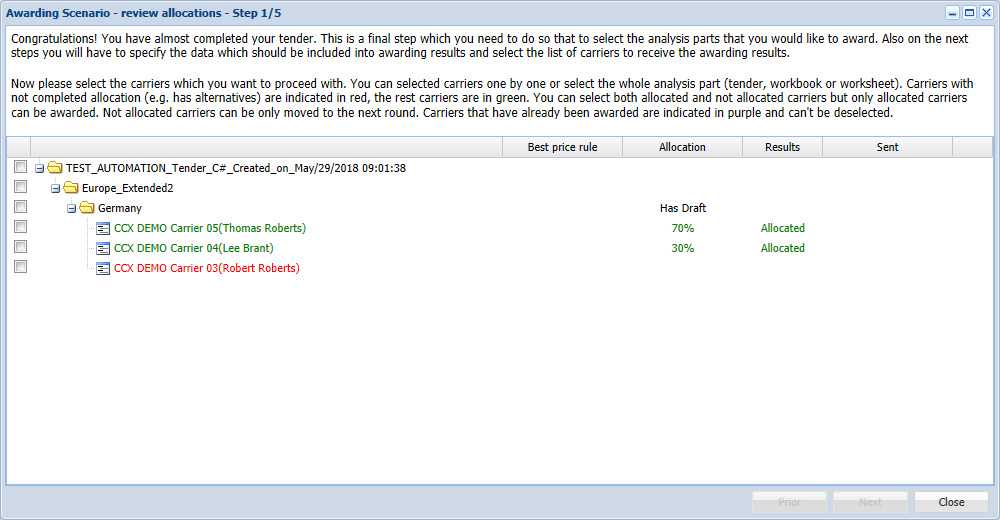 Awarding Scenario - review allocations - Step 1/5
Congratulations! You have almost completed your tender. This is a final step which you need to do so that to select the analysis parts that you would like to award. Also on the next
steps you will have to specify the data which should be included into awarding results and select the list of carriers to receive the awarding results.
Now please select the carriers which you want to proceed with. You can selected carriers one by one or select the whole analysis part (tender, workbook or worksheet). Carriers with
not completed allocation (e.g. has alternatives) are indicated in red, the rest carriers are in green. You can select both allocated and not allocated carriers but only allocated carriers
can be awarded. Not allocated carriers can be only moved to the next round. Carriers that have already been awarded are indicated in purple and can't be deselected.
Best price rule Allocation Results Sent
TEST_AUTOMATION_Tender_C#_Created_on_May/29/2018 09:01:38
Europe_Extended2
Germany Has Draft
CCX DEMO Carrier 05(Thomas Roberts) 70% Allocated
CCX DEMO Carrier 04(Lee Brant) 30% Allocated
CCX DEMO Carrier 03(Robert Roberts)
Prior Next Close